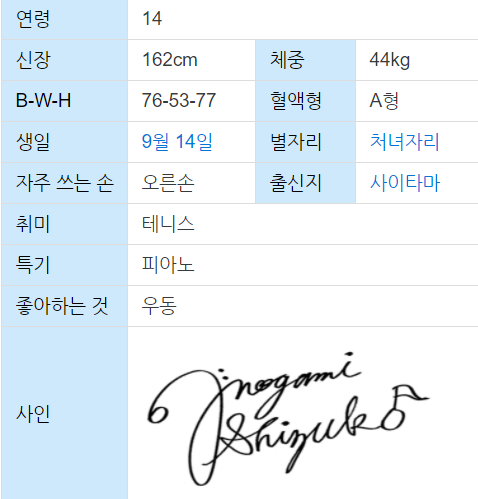 연령 14
신장 162cm 체중 44kg
B-W-H 76-53-77 혈액형 A형
생일 9월 14일 별자리 처녀자리
자주 쓰는 손 오른손 출신지 사이타마
취미 테니스
특기 피아노
좋아하는 것 우동
사인
Jinogami
Shizuka